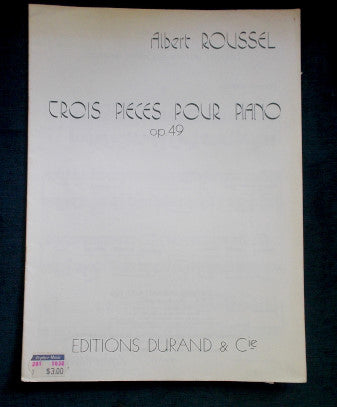 Albert ROUSSEL
TROIS PIECES POUR PIANO
op. 49
EDITIONS DURAND & Cie
$3.00